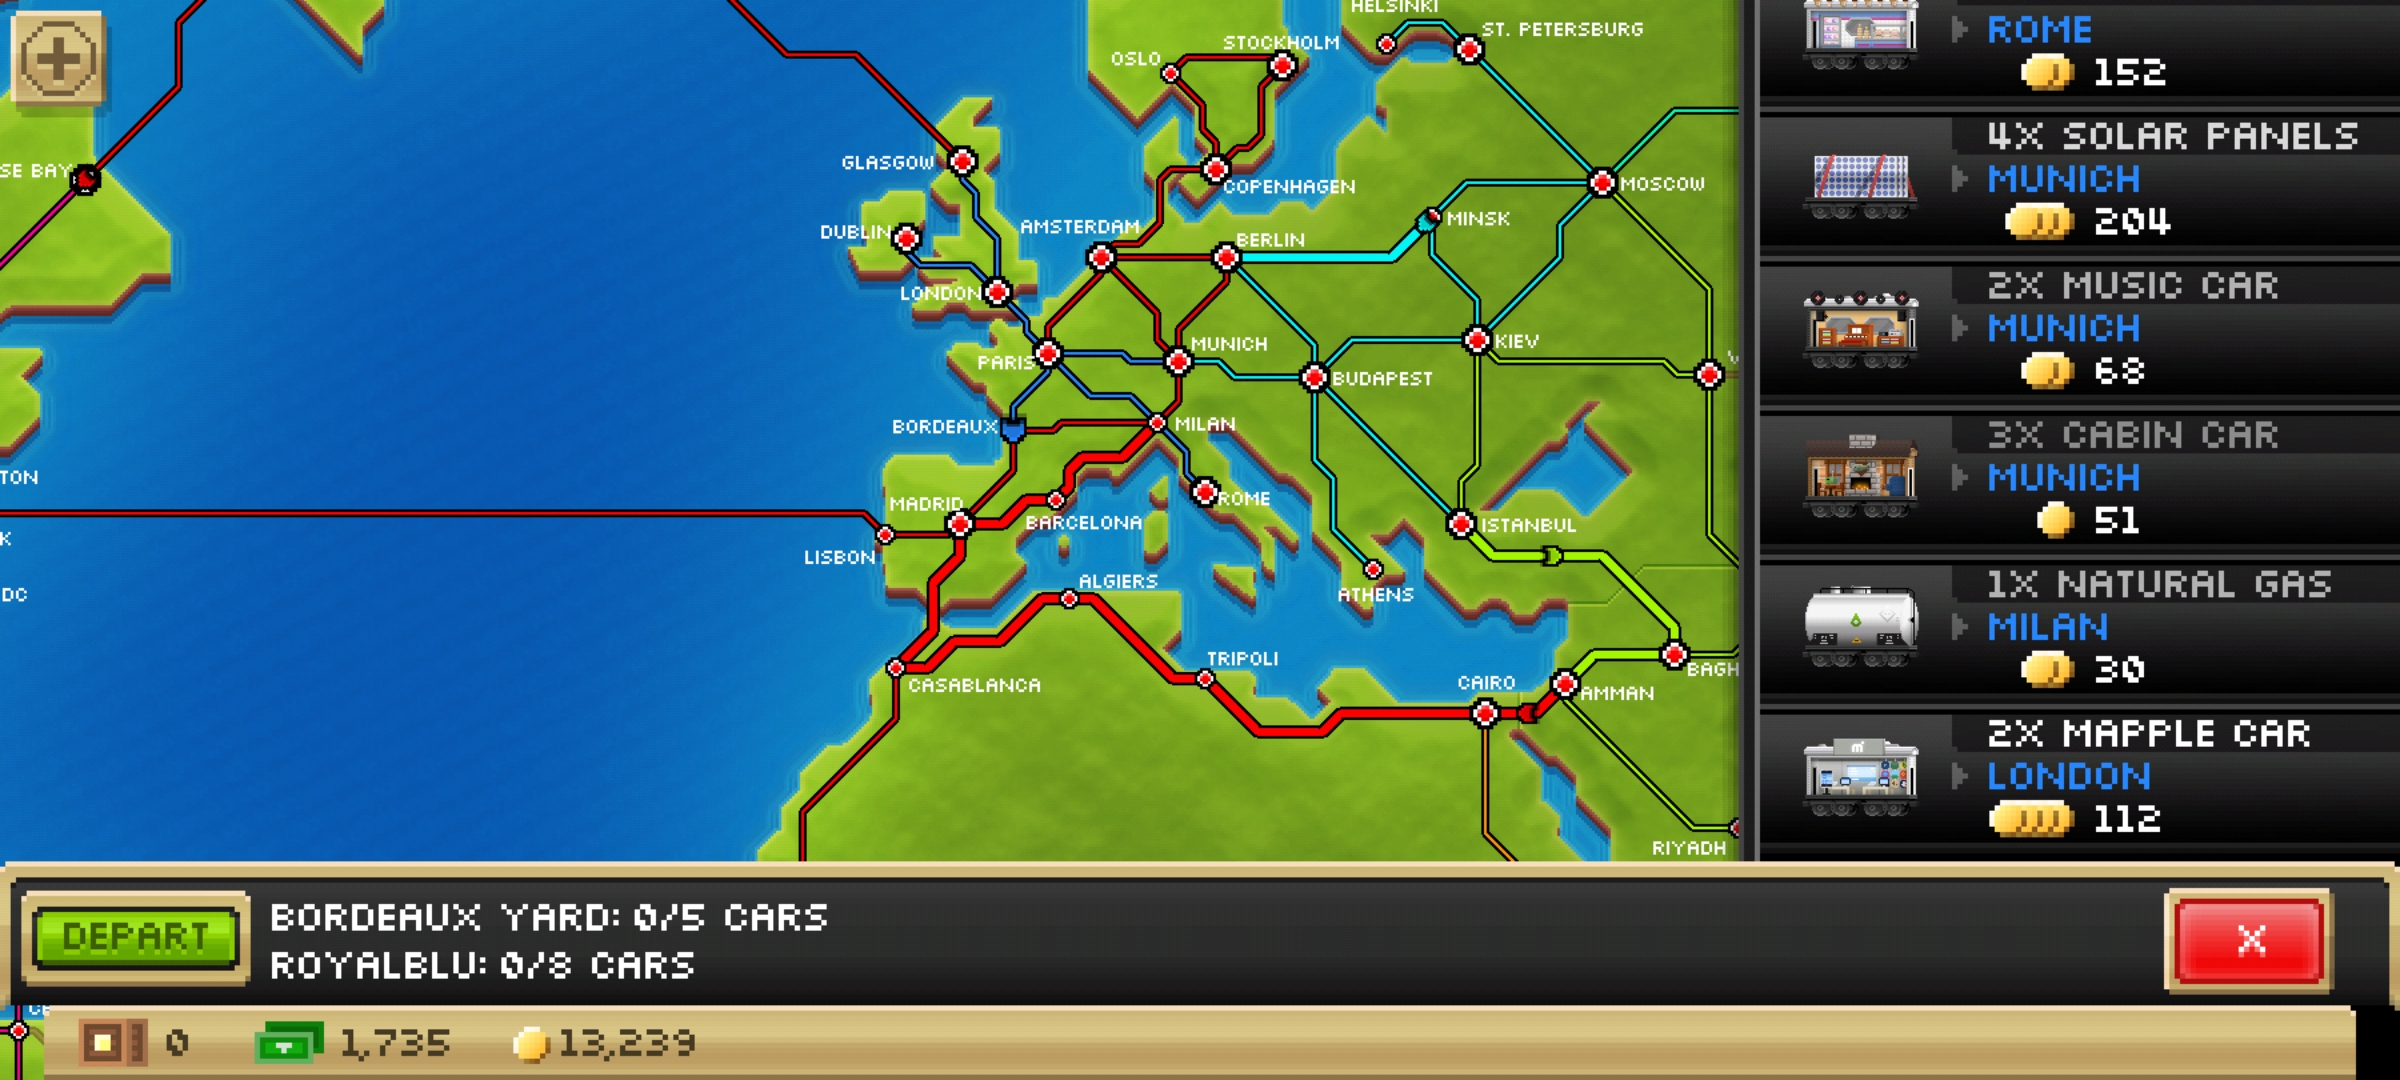 HELSINKI
ST. PETERSBURG
STOCKHOLM
OSLO
GLASGOW
SE BAY
COPENHAGEN
MOSCOW
DUBLIN
AMSTERDAM
BERLIN
MINSK
LONDON
PARIS
MUNICH
KIEV
BUDAPEST
BORDEAUX
MILAN
TON
MADRID
ROME
BARCELONA
ISTANBUL
K
LISBON
DC
ALGIERS
ATHENS
TRIPOLI
CASABLANCA
CAIRO
BAGH
AMMAN
RIYADH
ROME
152
4X SOLAR PANELS
MUNICH
204
2X MUSIC CAR
MUNICH
68
3X CABIN CAR
MUNICH
51
1X NATURAL GAS
MILAN
30
2X MAPPLE CAR
LONDON
112
DEPART
BORDEAUX YARD: 0/5 CARS
ROYALBLU: 0/8 CARS
X
0
1,735
13,239